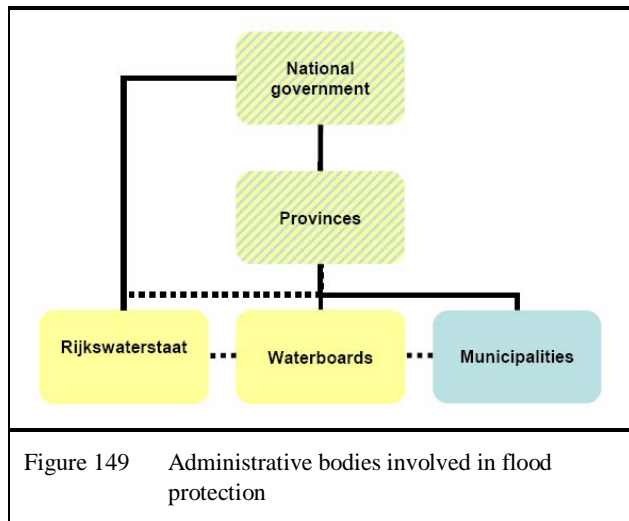 National
government
Provinces
Rijkswaterstaat
Waterboards
Municipalities
Figure 149 Administrative bodies involved in flood
protection